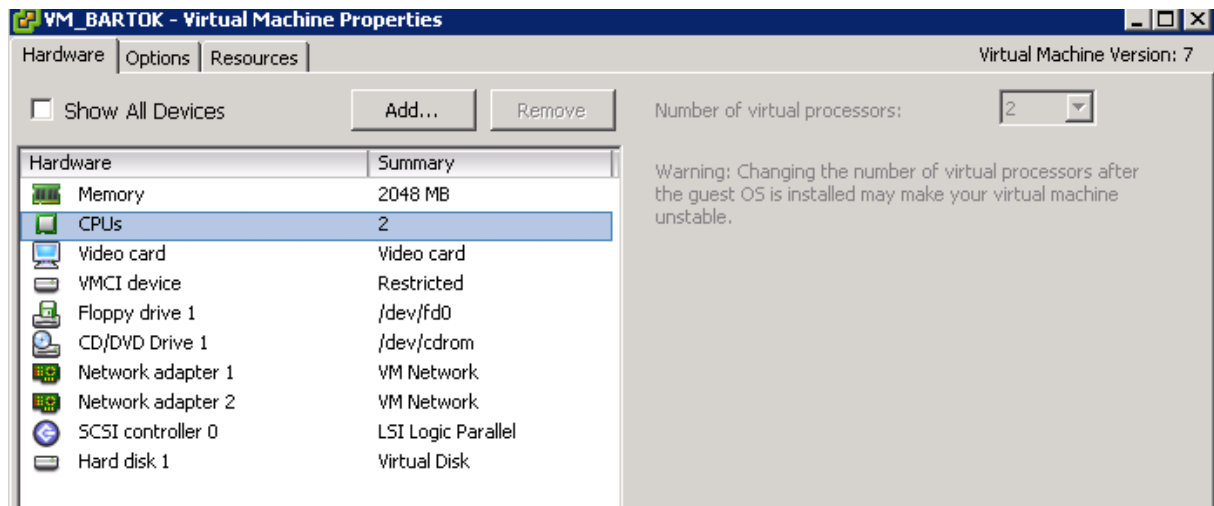 VM_BARTOK - Virtual Machine Properties
Hardware Options Resources Virtual Machine Version: 7
Show All Devices Add... Remove
Hardware Summary
Memory 2048 MB
CPUs 2
Video card Video card
VMCI device Restricted
Floppy drive 1 /dev/fd0
CD/DVD Drive 1 /dev/cdrom
Network adapter 1 VM Network
Network adapter 2 VM Network
SCSI controller 0 LSI Logic Parallel
Hard disk 1 Virtual Disk
Number of virtual processors: 2
Warning: Changing the number of virtual processors after
the guest OS is installed may make your virtual machine
unstable.